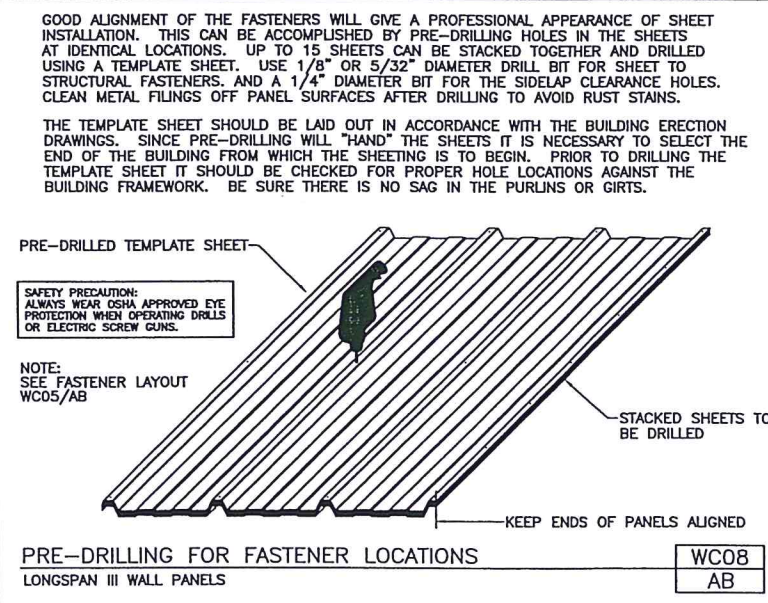 GOOD ALIGNMENT OF THE FASTENERS WILL GIVE A PROFESSIONAL APPEARANCE OF SHEET
INSTALLATION. THIS CAN BE ACCOMPLISHED BY PRE-DRILLING HOLES IN THE SHEETS
AT IDENTICAL LOCATIONS. UP TO 15 SHEETS CAN BE STACKED TOGETHER AND DRILLED
USING A TEMPLATE SHEET. USE 1/8" OR 5/32" DIAMETER DRILL BIT FOR SHEET TO
STRUCTURAL FASTENERS. AND A 1/4" DIAMETER BIT FOR THE SIDELAP CLEARANCE HOLES.
CLEAN METAL FILINGS OFF PANEL SURFACES AFTER DRILLING TO AVOID RUST STAINS.
THE TEMPLATE SHEET SHOULD BE LAID OUT IN ACCORDANCE WITH THE BUILDING ERECTION
DRAWINGS. SINCE PRE-DRILLING WILL "HAND" THE SHEETS IT IS NECESSARY TO SELECT THE
END OF THE BUILDING FROM WHICH THE SHEETING IS TO BEGIN. PRIOR TO DRILLING THE
TEMPLATE SHEET IT SHOULD BE CHECKED FOR PROPER HOLE LOCATIONS AGAINST THE
BUILDING FRAMEWORK. BE SURE THERE IS NO SAG IN THE PURLINS OR GIRTS.
PRE-DRILLED TEMPLATE SHEET
SAFETY PRECAUTION:
ALWAYS WEAR OSHA APPROVED EYE
PROTECTION WHEN OPERATING DRILLS
OR ELECTRIC SCREW GUNS.
NOTE:
SEE FASTENER LAYOUT
WC05/AB
STACKED SHEETS TO
BE DRILLED
KEEP ENDS OF PANELS ALIGNED
PRE-DRILLING FOR FASTENER LOCATIONS
LONGSPAN III WALL PANELS
WC08
AB